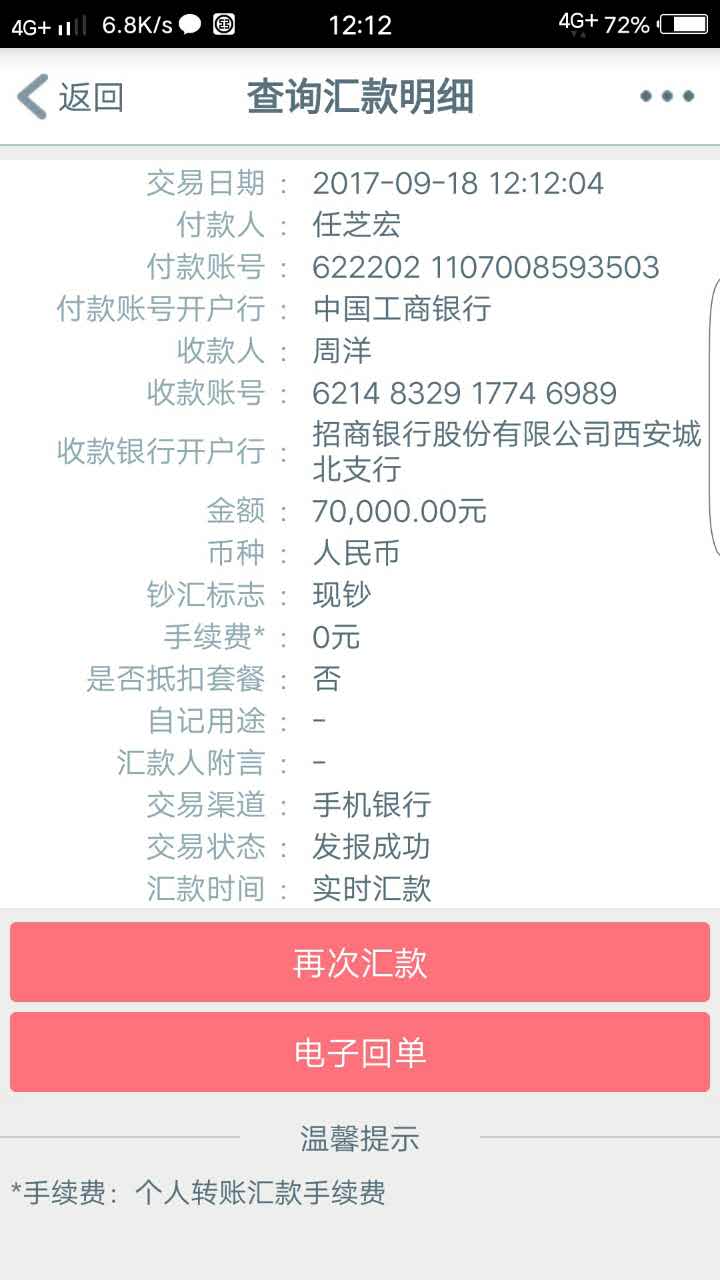 4G+ 6.8K/s 12:12 4G+ 72%
返回 查询汇款明细
交易日期 : 2017-09-18 12:12:04
付款人 : 任芝宏
付款账号 : 622202 1107008593503
付款账号开户行 : 中国工商银行
收款人 : 周洋
收款账号 : 6214 8329 1774 6989
收款银行开户行 : 招商银行股份有限公司西安城
北支行
金额 : 70,000.00元
币种 : 人民币
钞汇标志 : 现钞
手续费* : 0元
是否抵扣套餐 : 否
自记用途 : -
汇款人附言 : -
交易渠道 : 手机银行
交易状态 : 发报成功
汇款时间 : 实时汇款
再次汇款
电子回单
温馨提示
*手续费：个人转账汇款手续费